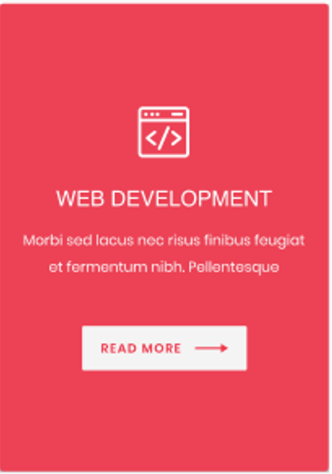 WEB DEVELOPMENT
Morbi sed lacus nec risus finibus feugiat
et fermentum nibh. Pellentesque
READ MORE